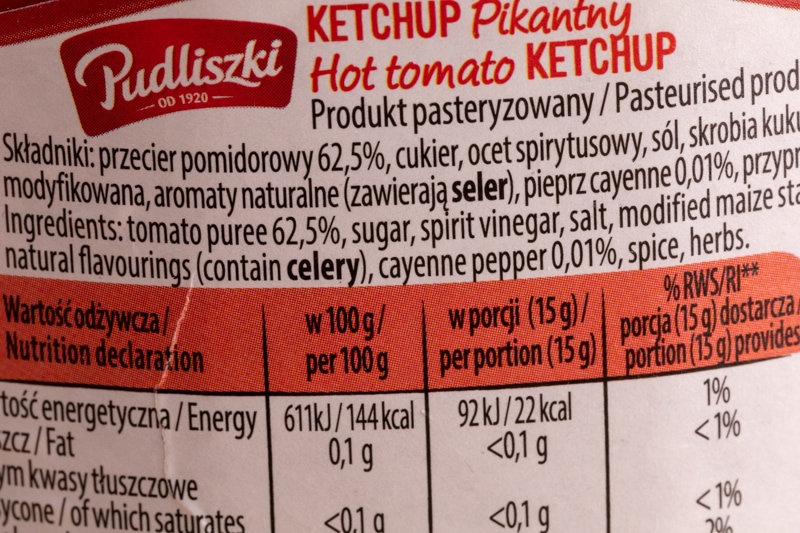 Pudliszki
OD 1920
KETCHUP Pikantny
Hot tomato KETCHUP
Produkt pasteryzowany / Pasteurised prod
Składniki: przecier pomidorowy 62,5%, cukier, ocet spirytusowy, sól, skrobia kuku
modyfikowana, aromaty naturalne (zawierają seler), pieprz cayenne 0,01%, przypr
Ingredients: tomato puree 62,5%, sugar, spirit vinegar, salt, modified maize sta
natural flavourings (contain celery), cayenne pepper 0,01%, spice, herbs.
Wartość odżywcza / w 100 g / w porcji (15 g) / % RWS/RI**
Nutrition declaration per 100 g per portion (15 g) porcja (15 g) dostarcza /
portion (15 g) provides
tość energetyczna / Energy 611kJ / 144 kcal 92 kJ / 22 kcal 1%
szcz / Fat 0,1 g <0,1 g <1%
ym kwasy tłuszczowe
ycone / of which saturates <0,1 g <0,1 g <1%
2%